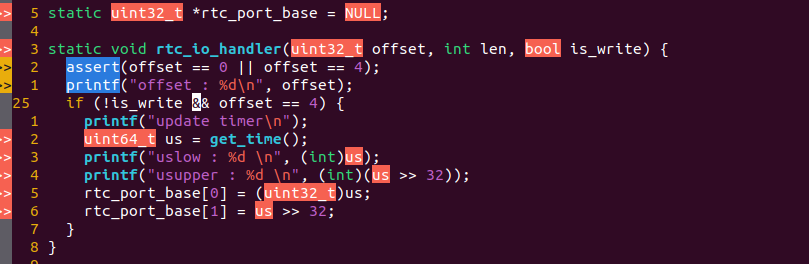 >> 5 static uint32_t *rtc_port_base = NULL;
4
>> 3 static void rtc_io_handler(uint32_t offset, int len, bool is_write) {
>> 2   assert(offset == 0 || offset == 4);
>> 1   printf("offset : %d\n", offset);
25   if (!is_write && offset == 4) {
1     printf("update timer\n");
>> 2     uint64_t us = get_time();
>> 3     printf("uslow : %d \n", (int)us);
>> 4     printf("usupper : %d \n", (int)(us >> 32));
>> 5     rtc_port_base[0] = (uint32_t)us;
>> 6     rtc_port_base[1] = us >> 32;
7   }
8 }